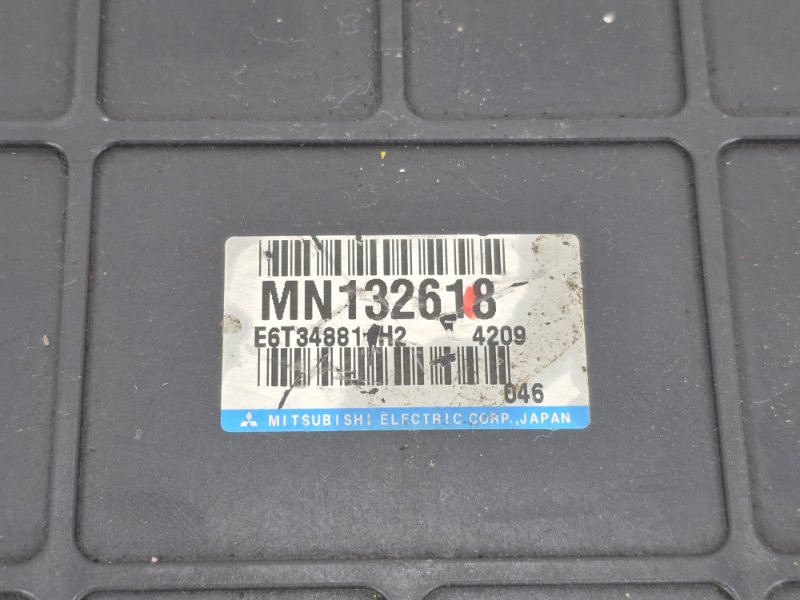 MN132618
4209
046
MITSUBISHI ELECTRIC CORP.,JAPAN